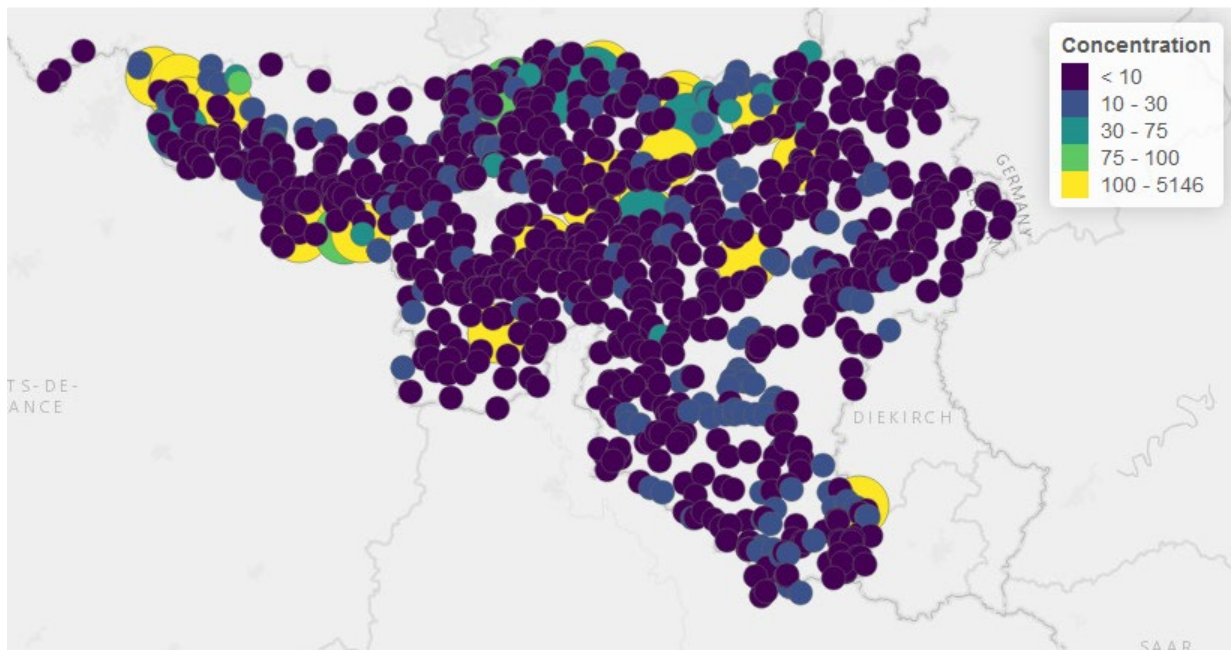 Concentration
< 10
10 - 30
30 - 75
75 - 100
100 - 5146
GERMANY
TS-DE-
ANCE
DIEKIRCH
SAAR